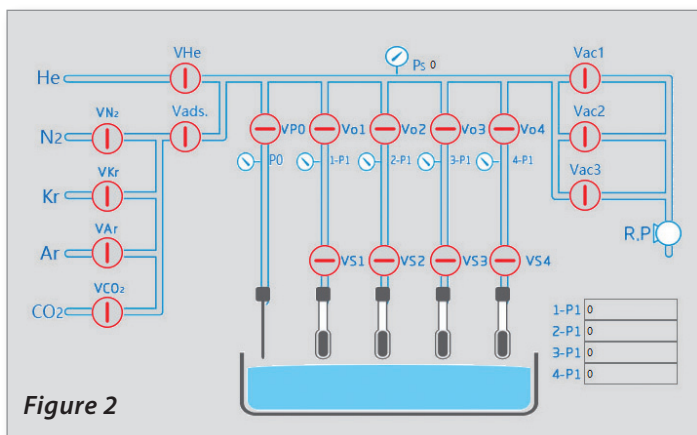 He
VHe
Ps 0
Vac1
N2
VN₂
Vads.
Vac2
VP0
Vo1
Vo2
Vo3
Vo4
P0
1-P1
2-P1
3-P1
4-P1
Kr
VKr
Vac3
Ar
VAr
R.P
VS1
VS2
VS3
VS4
CO2
VCO₂
1-P1 0
2-P1 0
3-P1 0
4-P1 0
Figure 2